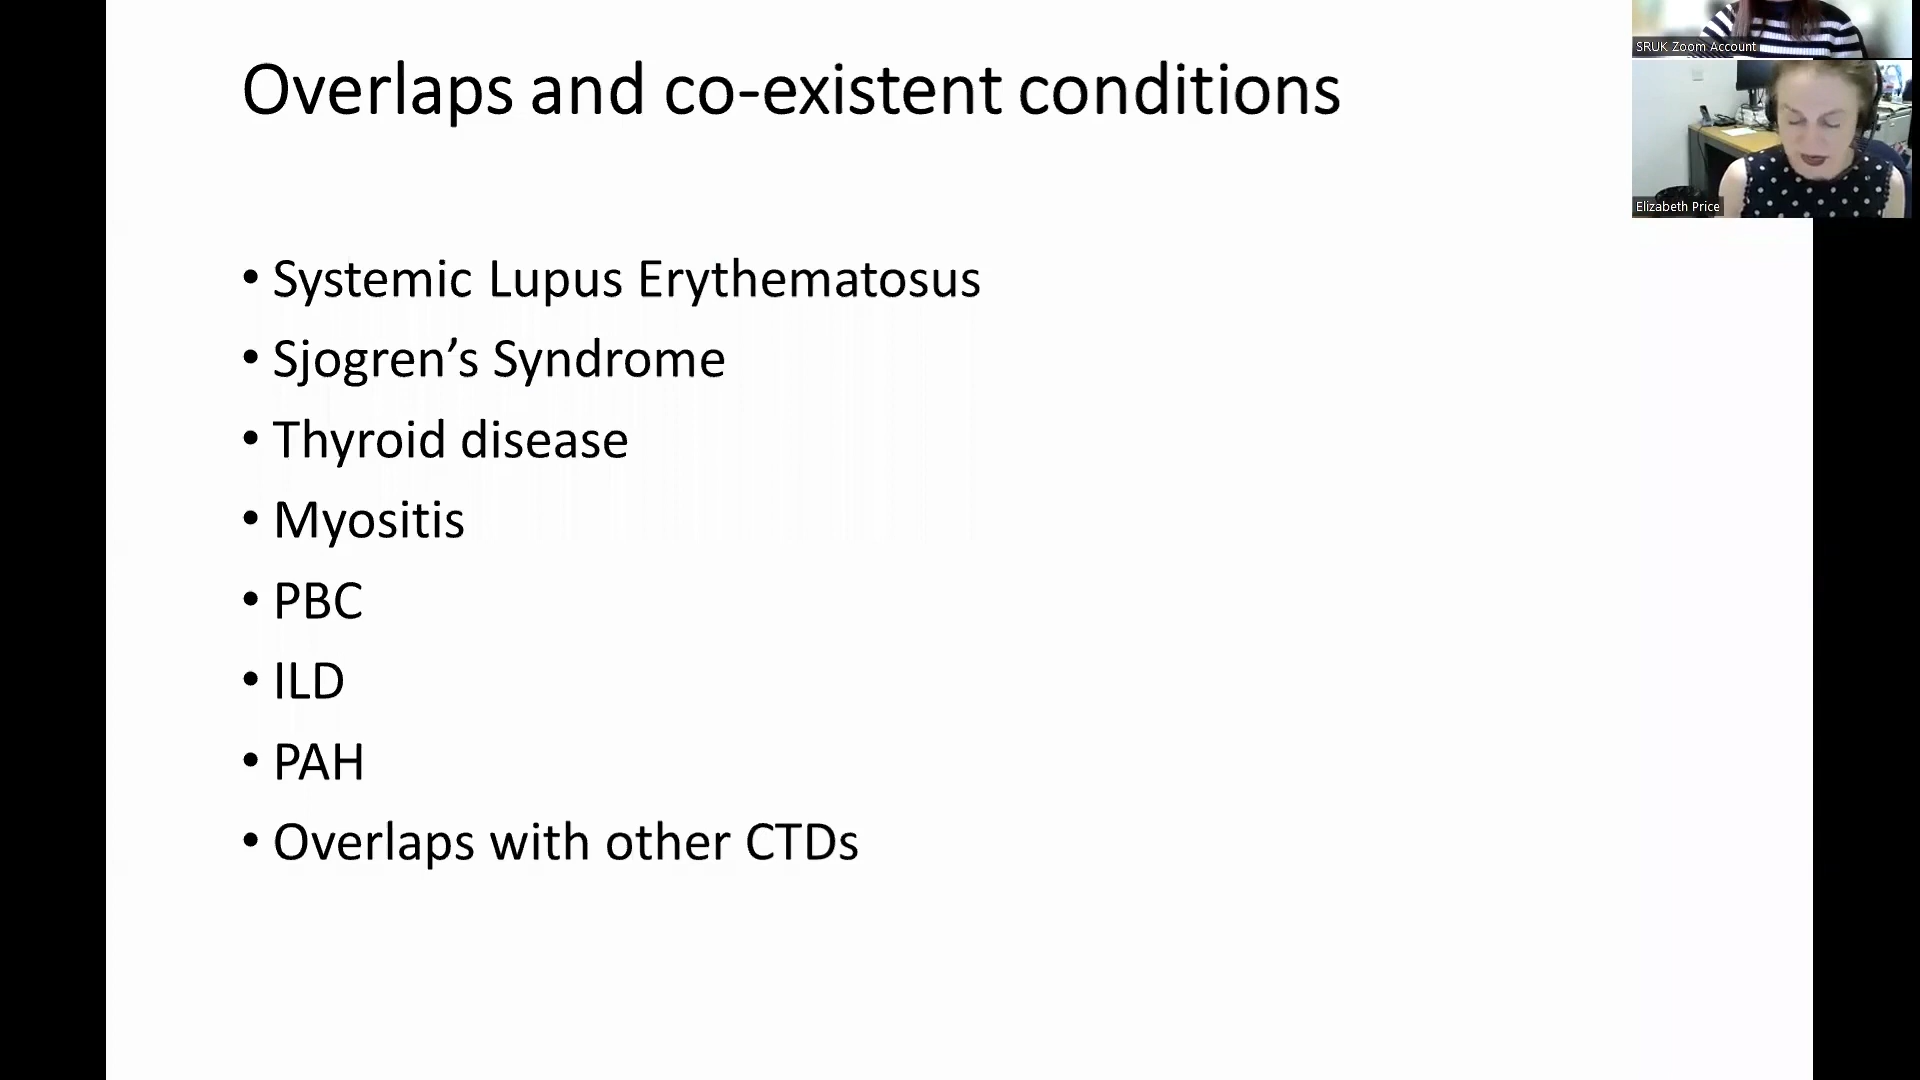 Overlaps and co-existent conditions
• Systemic Lupus Erythematosus
• Sjogren’s Syndrome
• Thyroid disease
• Myositis
• PBC
• ILD
• PAH
• Overlaps with other CTDs
SRUK Zoom Account
Elizabeth Price